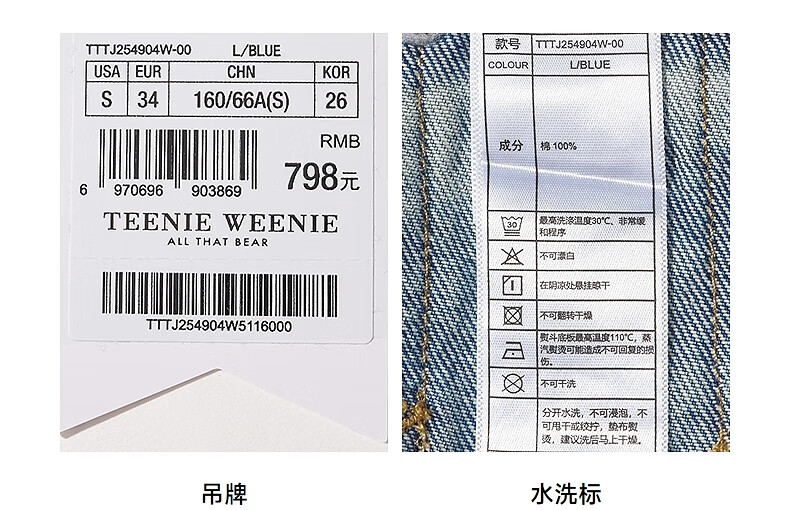 TTTJ254904W-00 L/BLUE
USA EUR CHN KOR
S 34 160/66A(S) 26
RMB
798元
6 970696 903869
TEENIE WEENIE
ALL THAT BEAR
TTTJ254904W5116000
吊牌
款号 TTTJ254904W-00
COLOUR L/BLUE
成分 棉 100%
30 最高洗涤温度30℃、非常缓
和程序
不可漂白
在阴凉处悬挂晾干
不可翻转干燥
熨斗底板最高温度110℃，蒸
汽熨烫可能造成不可回复的损
伤。
不可干洗
分开水洗，不可浸泡，不
可甩干或绞拧，垫布熨
烫，建议洗后马上干燥。
水洗标